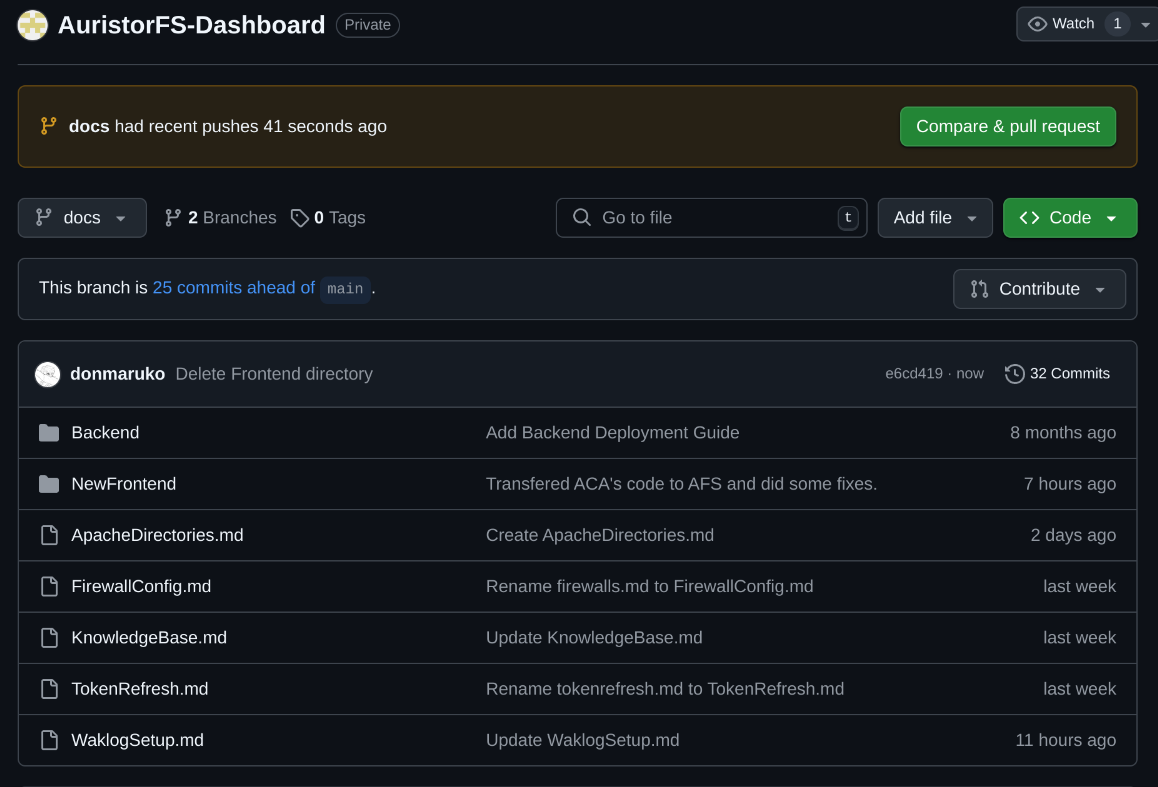 AuristorFS-Dashboard Private Watch 1
docs had recent pushes 41 seconds ago Compare & pull request
docs 2 Branches 0 Tags Go to file t Add file Code
This branch is 25 commits ahead of main. Contribute
donmaruko Delete Frontend directory e6cd419 · now 32 Commits
Backend Add Backend Deployment Guide 8 months ago
NewFrontend Transfered ACA's code to AFS and did some fixes. 7 hours ago
ApacheDirectories.md Create ApacheDirectories.md 2 days ago
FirewallConfig.md Rename firewalls.md to FirewallConfig.md last week
KnowledgeBase.md Update KnowledgeBase.md last week
TokenRefresh.md Rename tokenrefresh.md to TokenRefresh.md last week
WaklogSetup.md Update WaklogSetup.md 11 hours ago